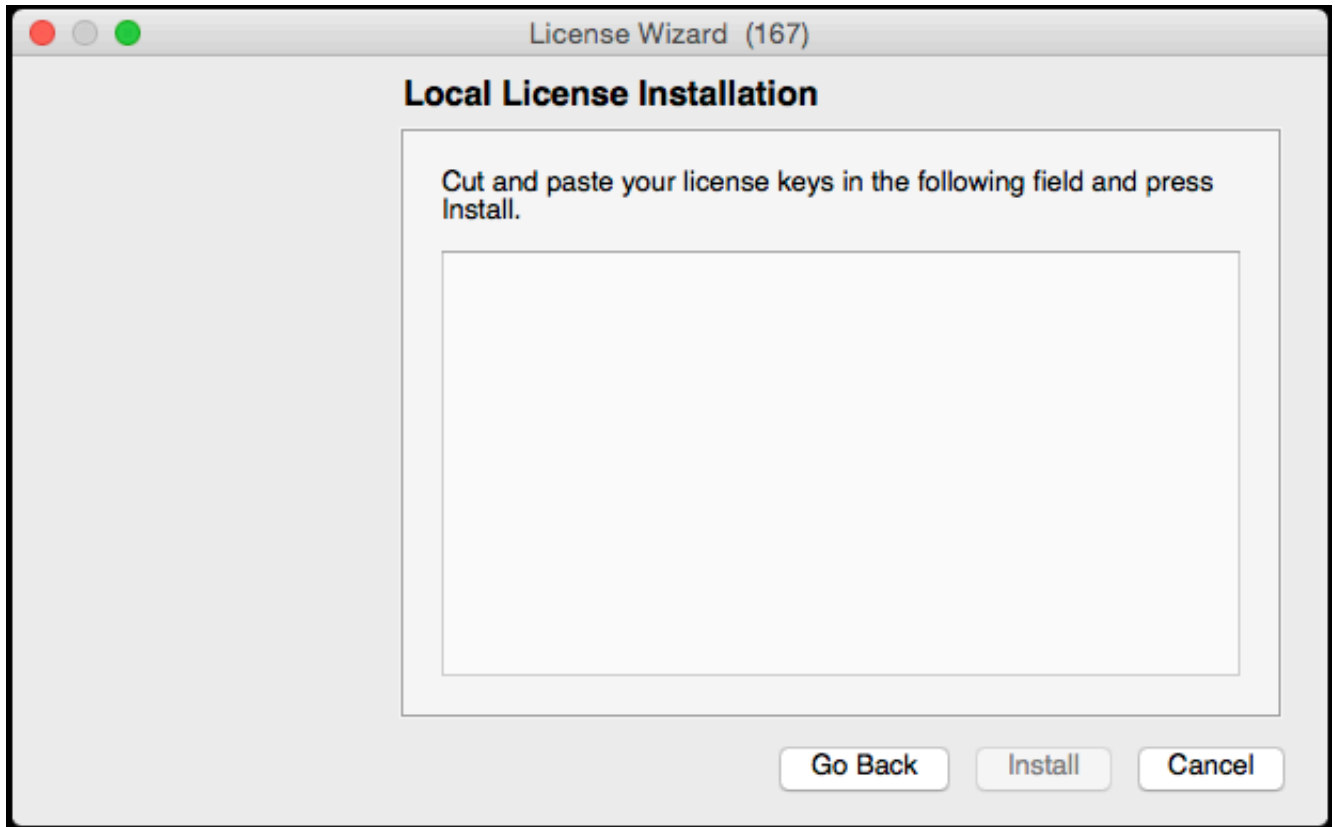 License Wizard (167)
Local License Installation
Cut and paste your license keys in the following field and press
Install.
Go Back
Install
Cancel